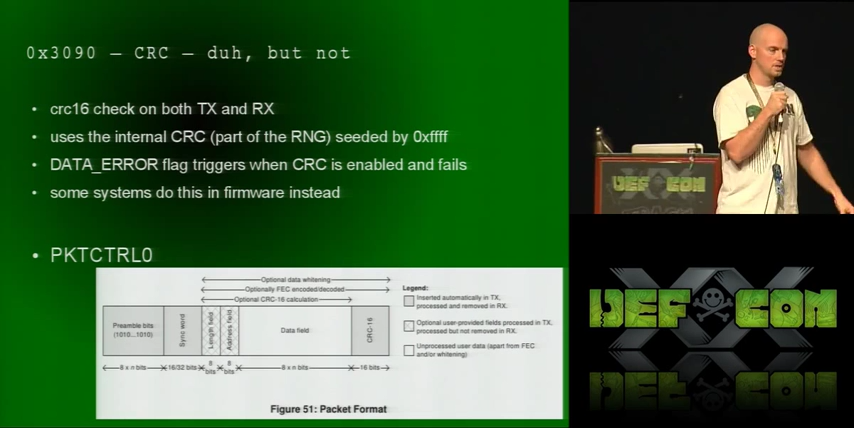 0x3090 – CRC – duh, but not
• crc16 check on both TX and RX
• uses the internal CRC (part of the RNG) seeded by 0xffff
• DATA_ERROR flag triggers when CRC is enabled and fails
• some systems do this in firmware instead
• PKTCTRL0
Optional data whitening
Optionally FEC encoded/decoded
Optional CRC-16 calculation
Preamble bits
(1010...1010)
Sync word
Length field
Address field
Data field
CRC-16
8 x n bits
16/32 bits
8
bits
8
bits
8 x n bits
16 bits
Legend:
Inserted automatically in TX,
processed and removed in RX.
Optional user-provided fields processed in TX,
processed but not removed in RX.
Unprocessed user data (apart from FEC
and/or whitening)
Figure 51: Packet Format
DEF CON
DEF CON
XX